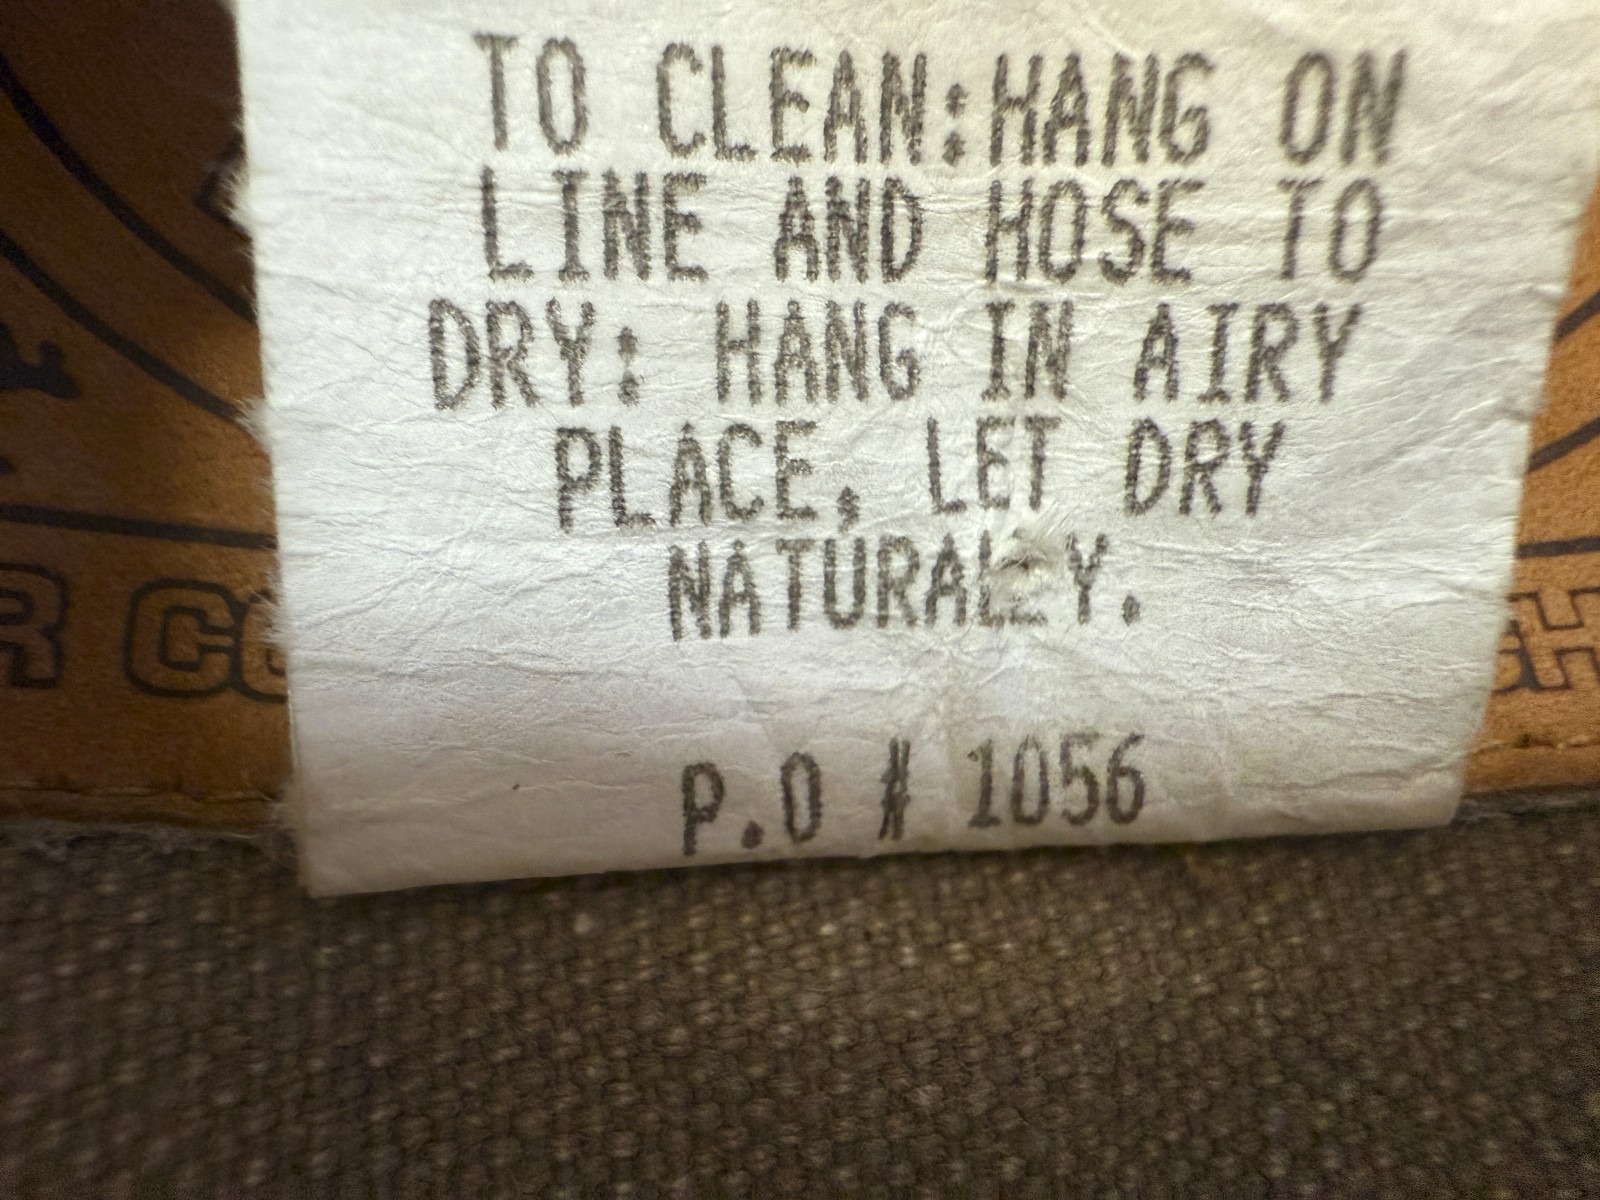 TO CLEAN:HANG ON
LINE AND HOSE TO
DRY: HANG IN AIRY
PLACE, LET DRY
NATURALLY.
P.O # 1056